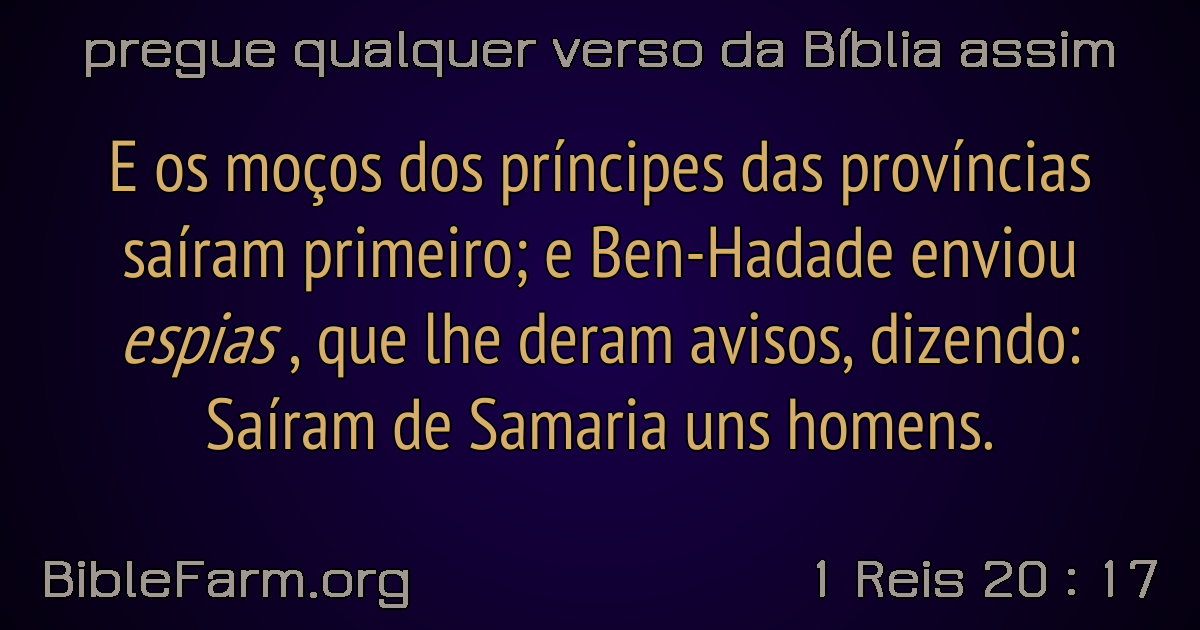 pregue qualquer verso da Bíblia assim
E os moços dos príncipes das províncias
saíram primeiro; e Ben-Hadade enviou
espias , que lhe deram avisos, dizendo:
Saíram de Samaria uns homens.
BibleFarm.org
1 Reis 20 : 17